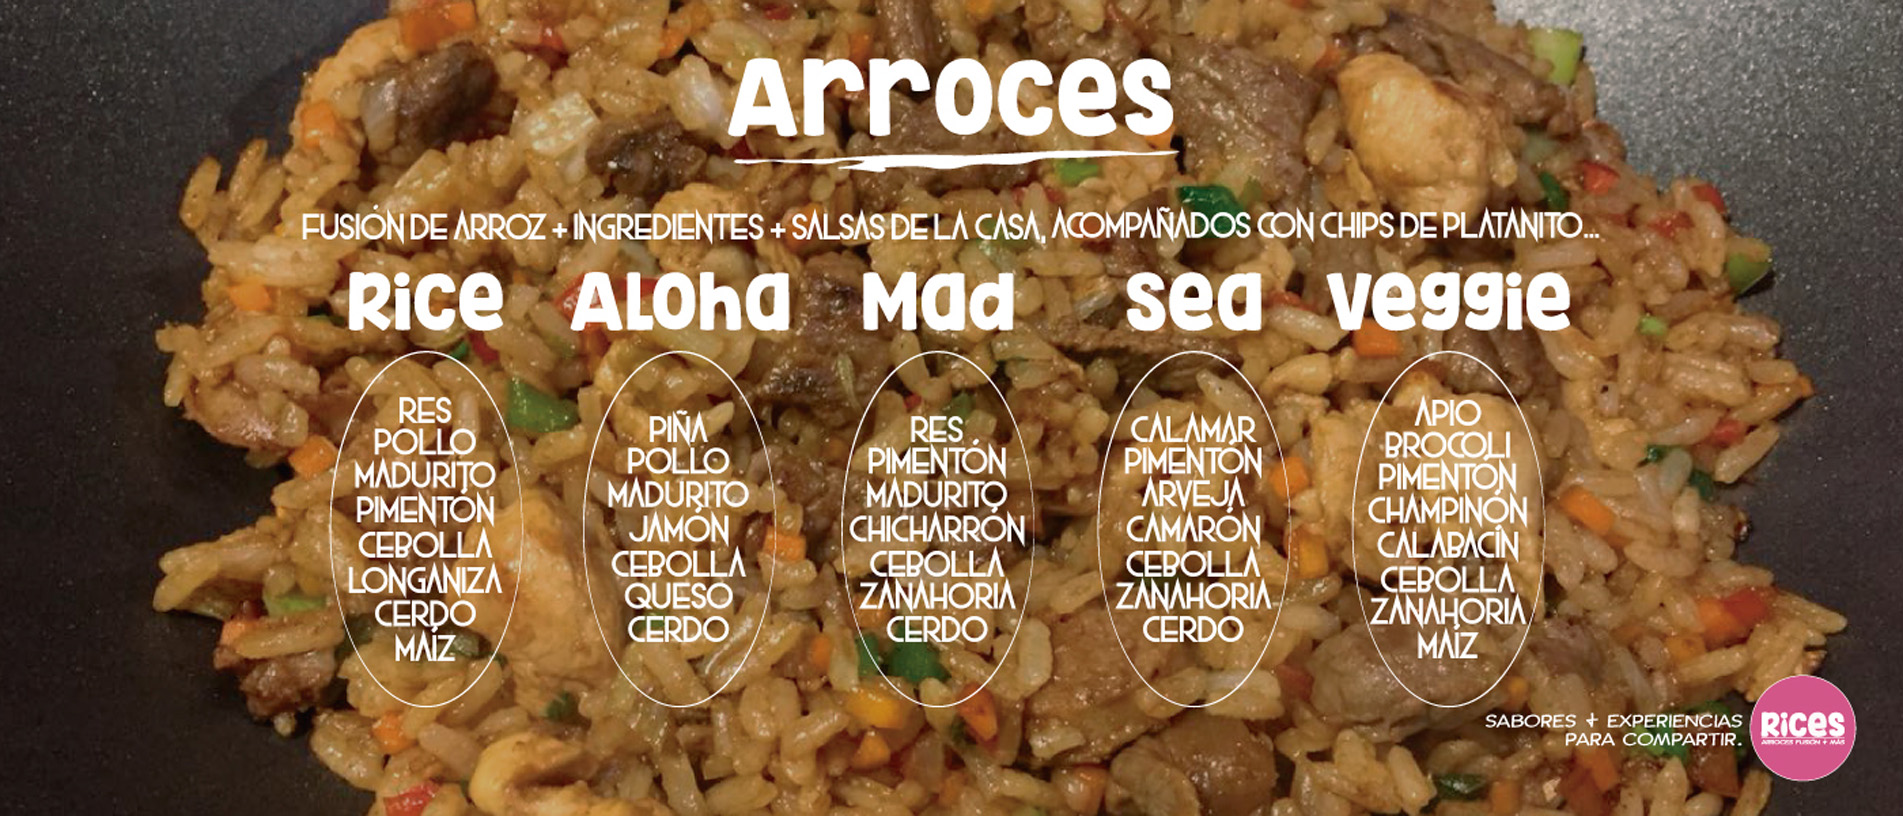 Arroces
FUSIÓN DE ARROZ + INGREDIENTES + SALSAS DE LA CASA, ACOMPAÑADOS CON CHIPS DE PLATANITO...
Rice
RES
POLLO
MADURITO
PIMENTÓN
CEBOLLA
LONGANIZA
CERDO
MAÍZ
Aloha
PIÑA
POLLO
MADURITO
JAMÓN
CEBOLLA
QUESO
CERDO
Mad
RES
PIMENTÓN
MADURITO
CHICHARRÓN
CEBOLLA
ZANAHORIA
CERDO
Sea
CALAMAR
PIMENTÓN
ARVEJA
CAMARÓN
CEBOLLA
ZANAHORIA
CERDO
Veggie
APIO
BROCOLI
PIMENTÓN
CHAMPIÑÓN
CALABACÍN
CEBOLLA
ZANAHORIA
MAÍZ
SABORES + EXPERIENCIAS
PARA COMPARTIR.
RICES
ARROCES FUSIÓN + MÁS